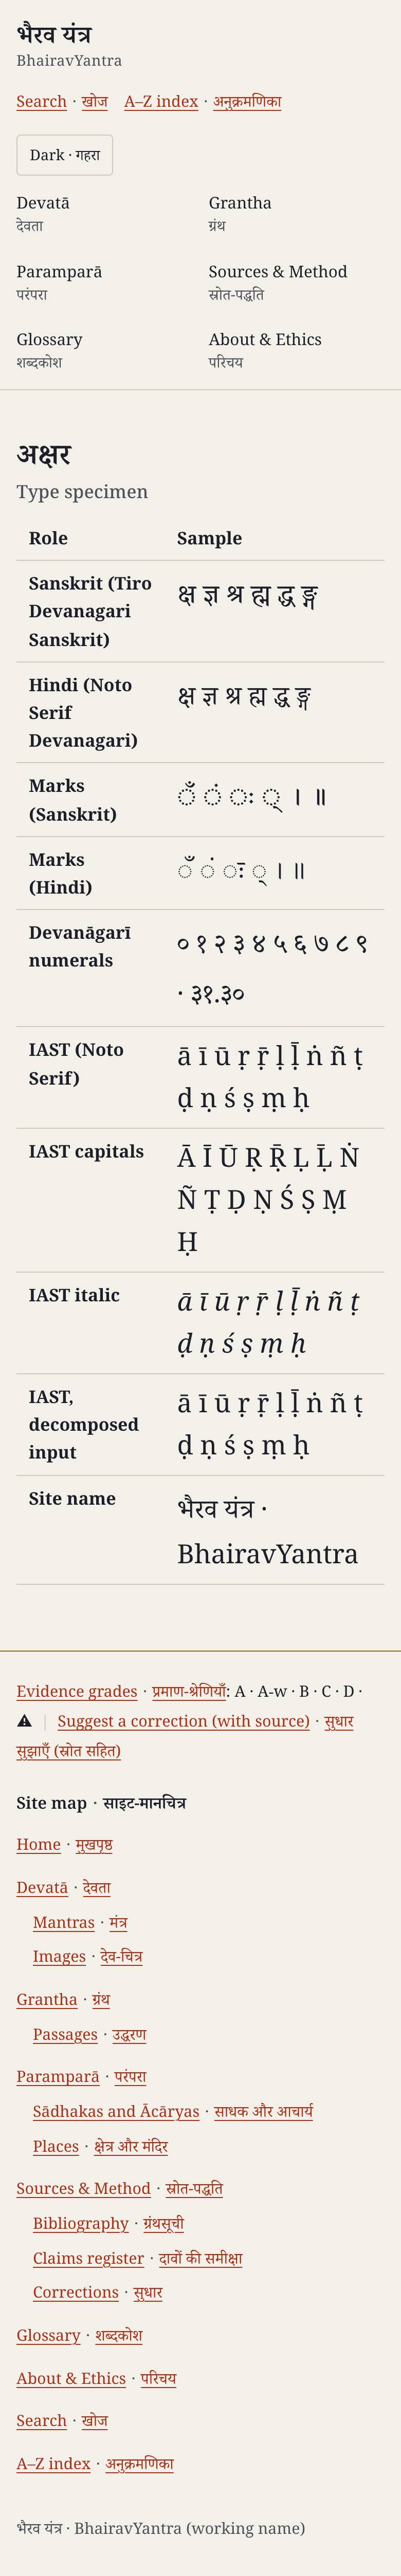 भैरव यंत्र
BhairavYantra
Search · खोज A–Z index · अनुक्रमणिका
Dark · गहरा
Devatā Grantha
देवता ग्रंथ
Paramparā Sources & Method
परंपरा स्रोत-पद्धति
Glossary About & Ethics
शब्दकोश परिचय
अक्षर
Type specimen
Role Sample
Sanskrit (Tiro
Devanagari
Sanskrit)
क्ष ज्ञ श्र ह्म द्ध ङ्ग
Hindi (Noto
Serif
Devanagari)
क्ष ज्ञ श्र ह्म द्ध ङ्ग
Marks
(Sanskrit)
◌ँ ◌ं ◌ः ◌् । ॥
Marks
(Hindi)
◌ँ ◌ं ◌ः ◌् । ॥
Devanāgarī
numerals
० १ २ ३ ४ ५ ६ ७ ८ ९
· ३१.३०
IAST (Noto
Serif)
ā ī ū ṛ ṝ ḷ ḹ ṅ ñ ṭ
ḍ ṇ ś ṣ ṃ ḥ
IAST capitals
Ā Ī Ū Ṛ Ṝ Ḷ Ḹ Ṅ
Ñ Ṭ Ḍ Ṇ Ś Ṣ Ṃ
Ḥ
IAST italic
ā ī ū ṛ ṝ ḷ ḹ ṅ ñ ṭ
ḍ ṇ ś ṣ ṃ ḥ
IAST,
decomposed
input
ā ī ū ṛ ṝ ḷ ḹ ṅ ñ ṭ
ḍ ṇ ś ṣ ṃ ḥ
Site name
भैरव यंत्र ·
BhairavYantra
Evidence grades · प्रमाण-श्रेणियाँ: A · A-w · B · C · D ·
⚠ | Suggest a correction (with source) · सुधार
सुझाएँ (स्रोत सहित)
Site map · साइट-मानचित्र
Home · मुखपृष्ठ
Devatā · देवता
Mantras · मंत्र
Images · देव-चित्र
Grantha · ग्रंथ
Passages · उद्धरण
Paramparā · परंपरा
Sādhakas and Ācāryas · साधक और आचार्य
Places · क्षेत्र और मंदिर
Sources & Method · स्रोत-पद्धति
Bibliography · ग्रंथसूची
Claims register · दावों की समीक्षा
Corrections · सुधार
Glossary · शब्दकोश
About & Ethics · परिचय
Search · खोज
A–Z index · अनुक्रमणिका
भैरव यंत्र · BhairavYantra (working name)